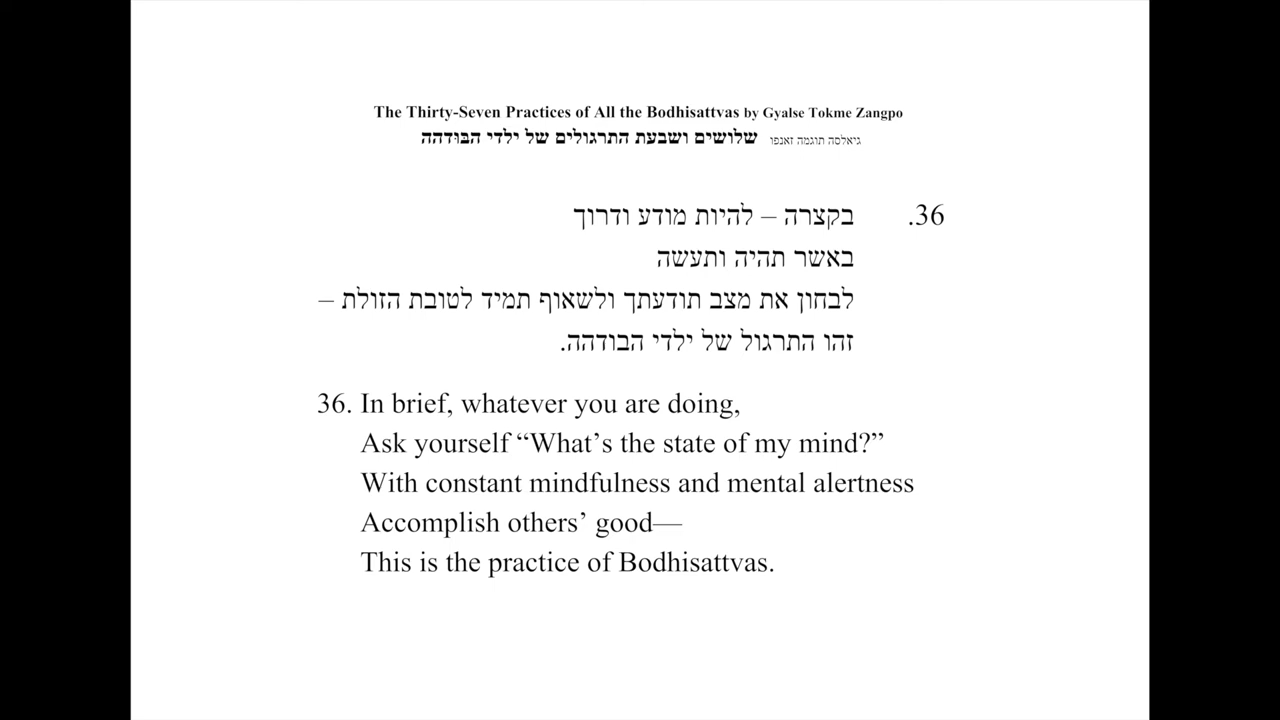 The Thirty-Seven Practices of All the Bodhisattvas by Gyalse Tokme Zangpo
שלושים ושבעת התרגולים של ילדי הבּוּדהה גיאלסה תוגמה זאנפו
36. בקצרה – להיות מודע ודרוך
באשר תהיה ותעשה
לבחון את מצב תודעתך ולשאוף תמיד לטובת הזולת –
זהו התרגול של ילדי הבודהה.
36. In brief, whatever you are doing,
Ask yourself “What’s the state of my mind?”
With constant mindfulness and mental alertness
Accomplish others’ good—
This is the practice of Bodhisattvas.